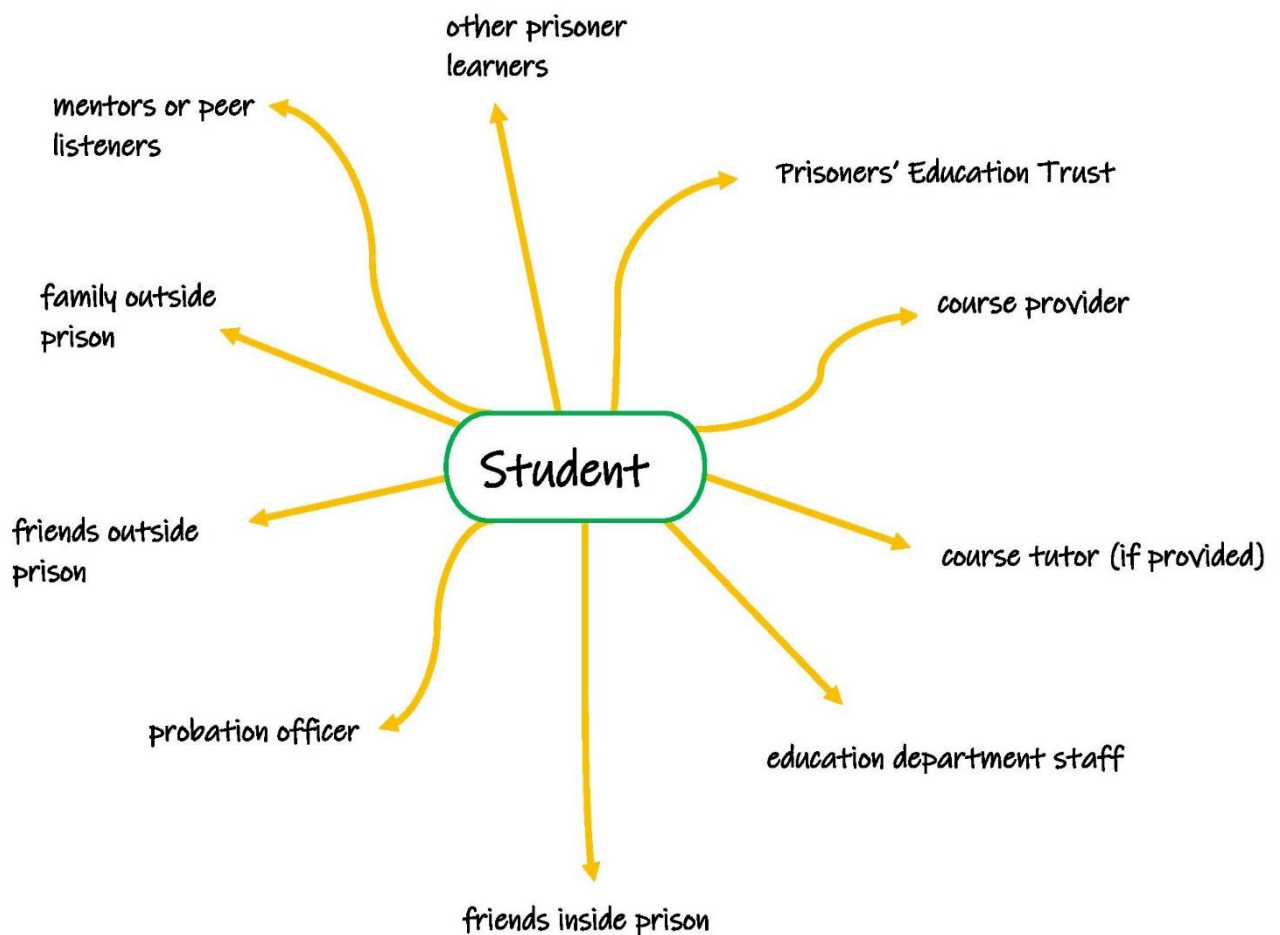 other prisoner
learners
mentors or peer
listeners
Prisoners' Education Trust
family outside
prison
course provider
Student
friends outside
prison
course tutor (if provided)
probation officer
education department staff
friends inside prison